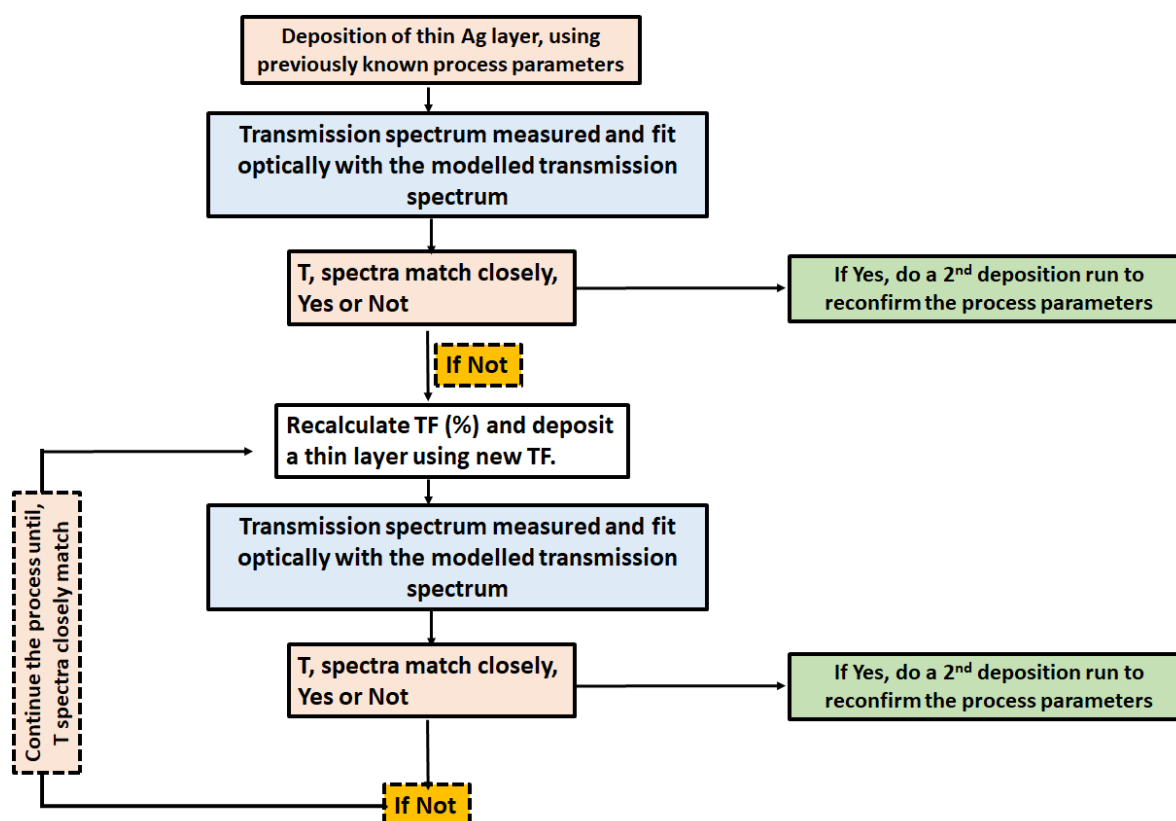 Deposition of thin Ag layer, using
previously known process parameters
Transmission spectrum measured and fit
optically with the modelled transmission
spectrum
T, spectra match closely,
Yes or Not
If Yes, do a 2nd deposition run to
reconfirm the process parameters
If Not
Recalculate TF (%) and deposit
a thin layer using new TF.
Transmission spectrum measured and fit
optically with the modelled transmission
spectrum
Continue the process until,
T spectra closely match
T, spectra match closely,
Yes or Not
If Yes, do a 2nd deposition run to
reconfirm the process parameters
If Not